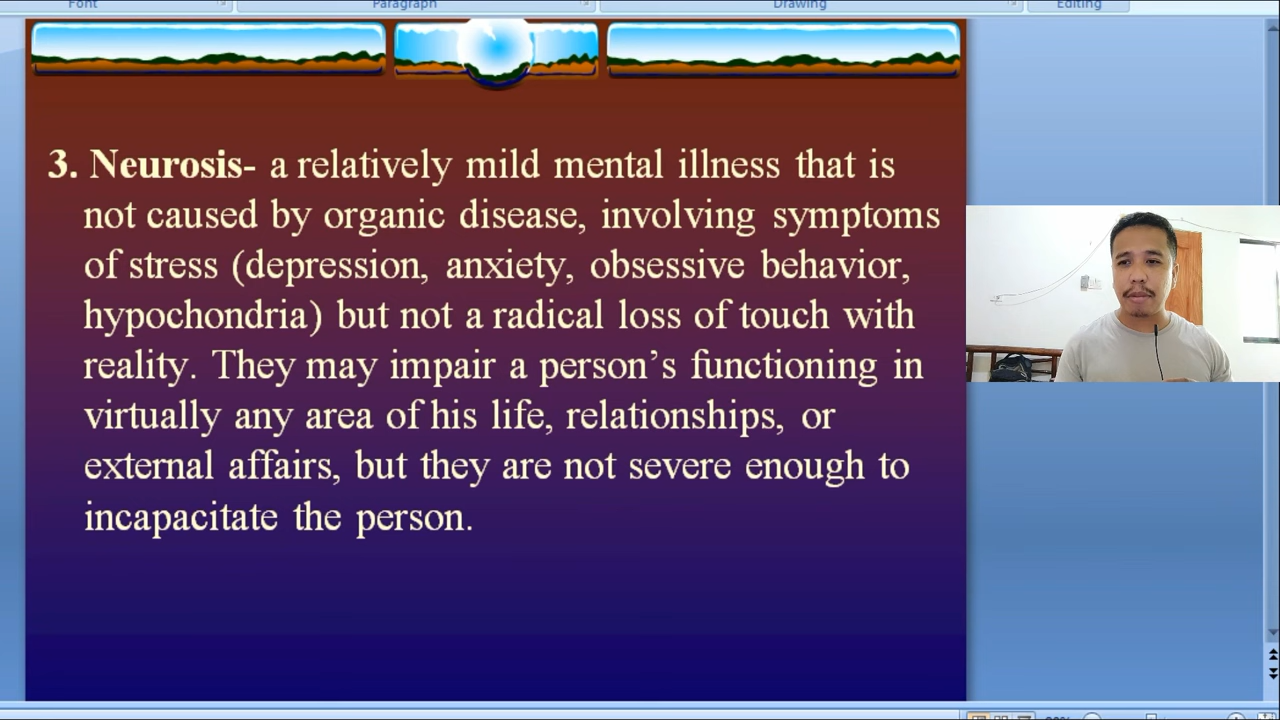 Font Paragraph Drawing Editing
3. Neurosis- a relatively mild mental illness that is
not caused by organic disease, involving symptoms
of stress (depression, anxiety, obsessive behavior,
hypochondria) but not a radical loss of touch with
reality. They may impair a person’s functioning in
virtually any area of his life, relationships, or
external affairs, but they are not severe enough to
incapacitate the person.